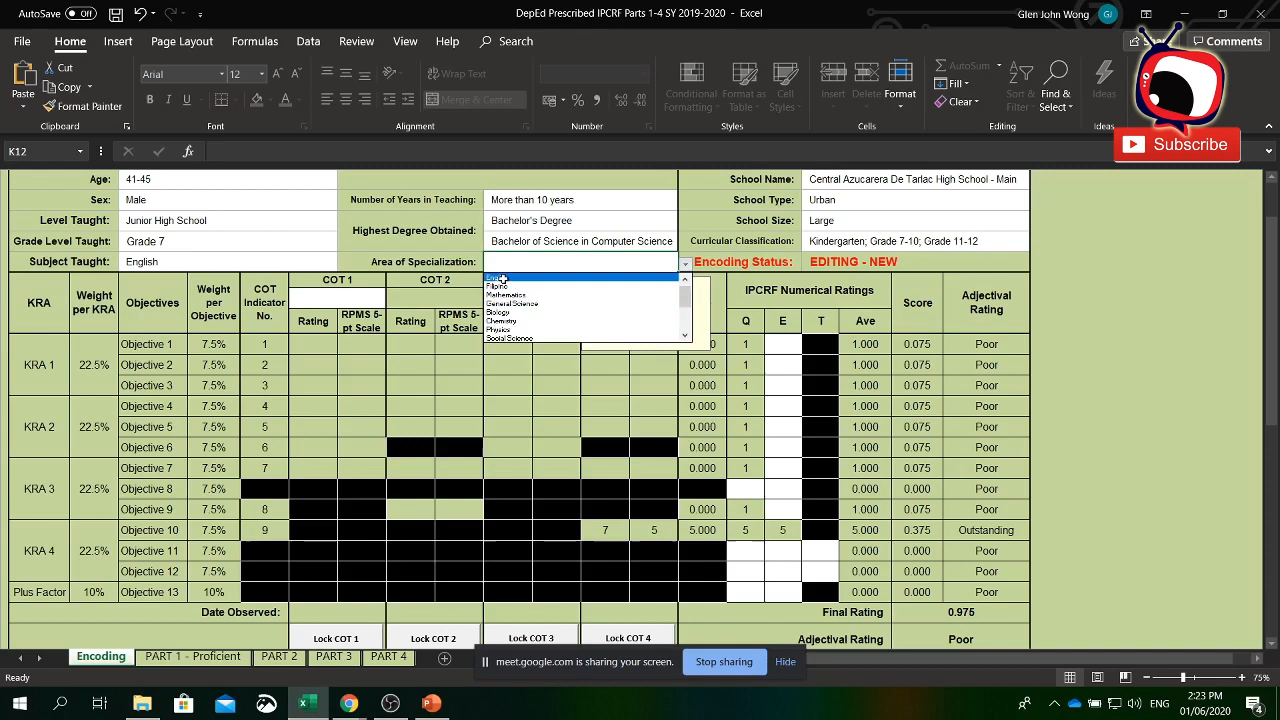 AutoSave Off DepEd Prescribed IPCRF Parts 1-4 SY 2019-2020 - Excel Glen John Wong GJ
File Home Insert Page Layout Formulas Data Review View Help Search Share Comments
Cut
Copy
Format Painter
Paste
Arial 12
Wrap Text
Merge & Center
Conditional Formatting
Format as Table
Cell Styles
Insert Delete Format
AutoSum
Fill
Clear
Sort & Filter
Find & Select
Ideas
Clipboard Font Alignment Number Styles Cells Editing Ideas
Subscribe
K12 fx
Age: 41-45 School Name: Central Azucarera De Tarlac High School - Main
Sex: Male Number of Years in Teaching: More than 10 years School Type: Urban
Level Taught: Junior High School Highest Degree Obtained: Bachelor's Degree School Size: Large
Grade Level Taught: Grade 7 Bachelor of Science in Computer Science Curricular Classification: Kindergarten; Grade 7-10; Grade 11-12
Subject Taught: English Area of Specialization: Encoding Status: EDITING - NEW
Filipino
Mathematics
General Science
Biology
Chemistry
Physics
Social Science
KRA Weight per KRA Objectives Weight per Objective COT Indicator No. COT 1 COT 2 IPCRF Numerical Ratings Score Adjectival Rating
Rating RPMS 5-pt Scale Rating RPMS 5-pt Scale Q E T Ave
Objective 1 7.5% 1 0.000 1 1.000 0.075 Poor
KRA 1 22.5% Objective 2 7.5% 2 0.000 1 1.000 0.075 Poor
Objective 3 7.5% 3 0.000 1 1.000 0.075 Poor
Objective 4 7.5% 4 0.000 1 1.000 0.075 Poor
KRA 2 22.5% Objective 5 7.5% 5 0.000 1 1.000 0.075 Poor
Objective 6 7.5% 6 0.000 1 1.000 0.075 Poor
Objective 7 7.5% 7 0.000 1 1.000 0.075 Poor
KRA 3 22.5% Objective 8 7.5% 0.000 0.000 Poor
Objective 9 7.5% 8 0.000 1 1.000 0.075 Poor
Objective 10 7.5% 9 7 5 5.000 5 5 5.000 0.375 Outstanding
KRA 4 22.5% Objective 11 7.5% 0.000 0.000 Poor
Objective 12 7.5% 0.000 0.000 Poor
Plus Factor 10% Objective 13 10% 0.000 0.000 Poor
Date Observed: Final Rating 0.975
Lock COT 1 Lock COT 2 Lock COT 3 Lock COT 4 Adjectival Rating Poor
Encoding PART 1 - Proficient PART 2 PART 3 PART 4
meet.google.com is sharing your screen. Stop sharing Hide
Ready 75%
2:23 PM
01/06/2020
4